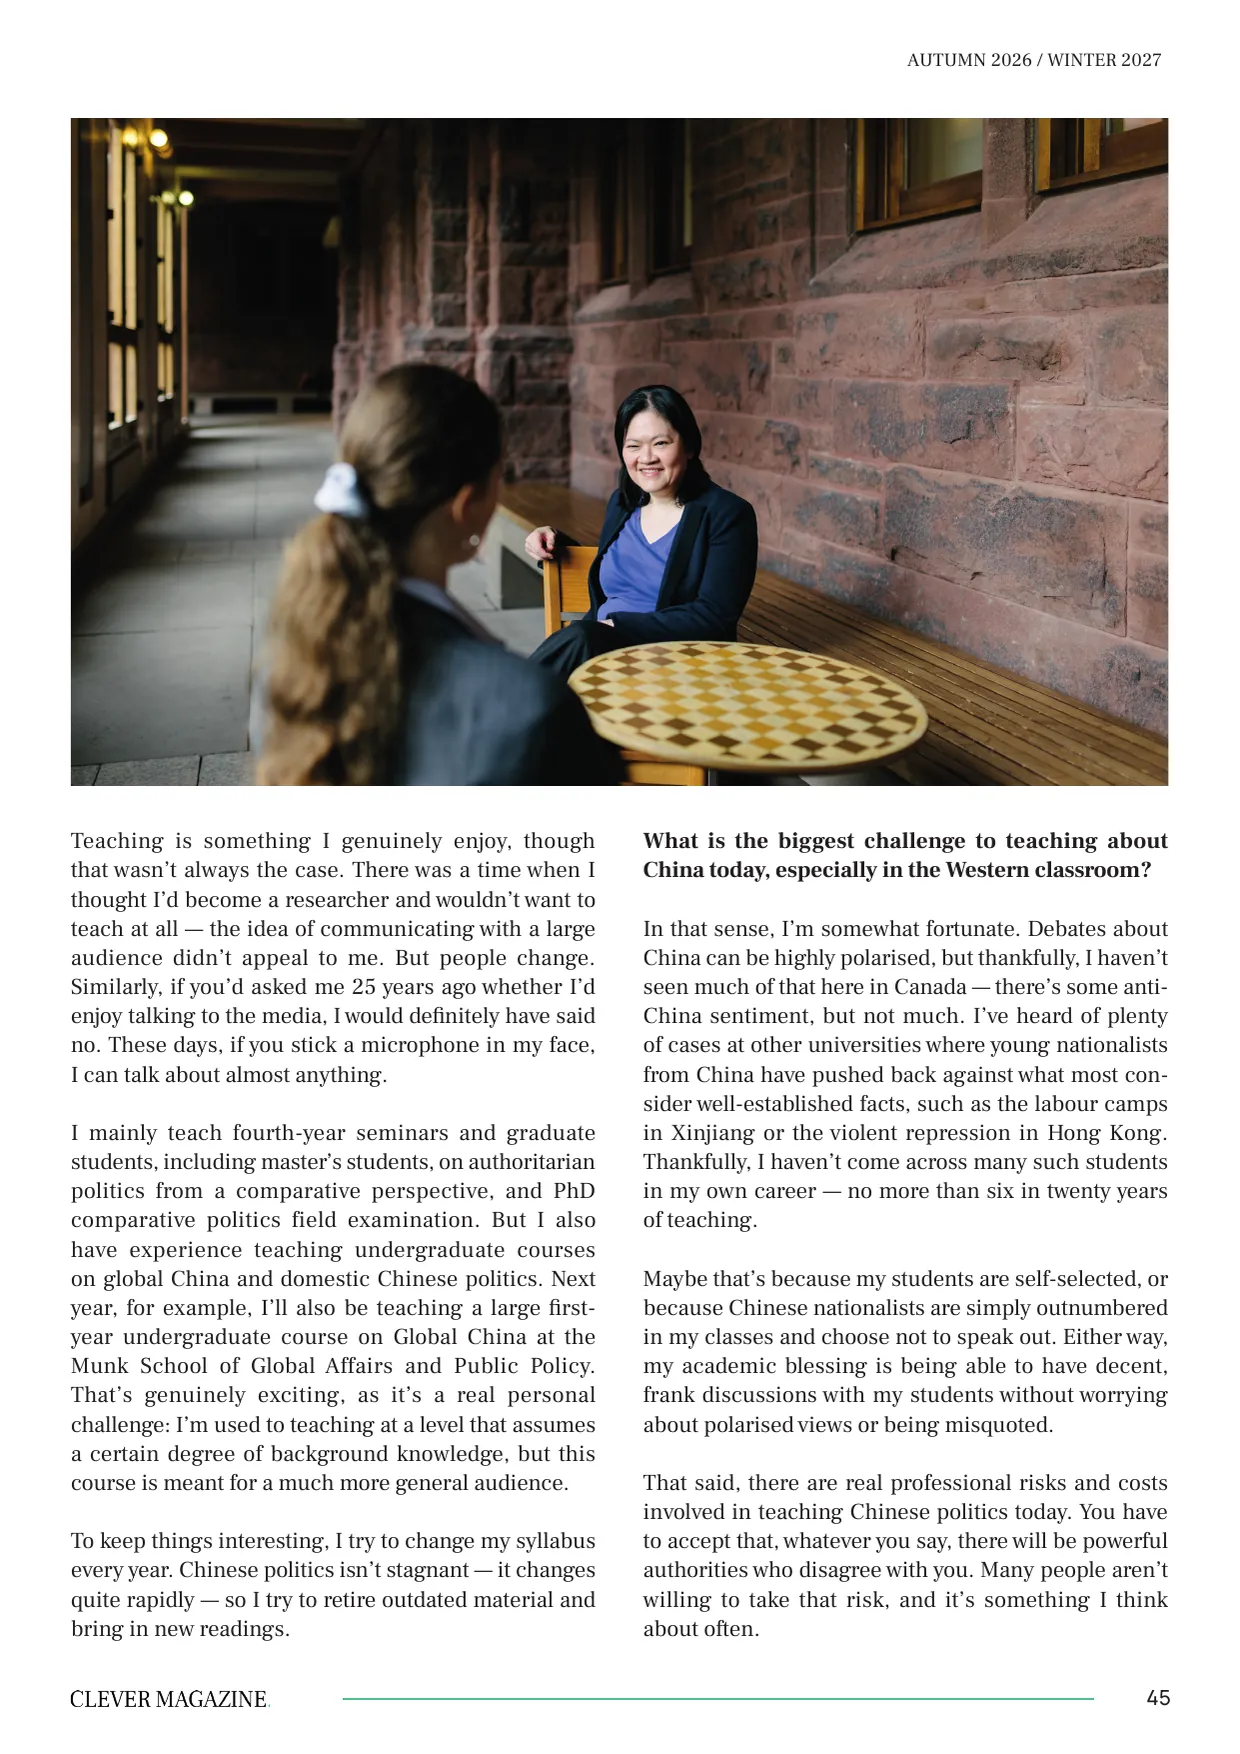 AUTUMN 2026 / WINTER 2027
Teaching is something I genuinely enjoy, though
that wasn’t always the case. There was a time when I
thought I’d become a researcher and wouldn’t want to
teach at all — the idea of communicating with a large
audience didn’t appeal to me. But people change.
Similarly, if you’d asked me 25 years ago whether I’d
enjoy talking to the media, I would definitely have said
no. These days, if you stick a microphone in my face,
I can talk about almost anything.
I mainly teach fourth-year seminars and graduate
students, including master’s students, on authoritarian
politics from a comparative perspective, and PhD
comparative politics field examination. But I also
have experience teaching undergraduate courses
on global China and domestic Chinese politics. Next
year, for example, I’ll also be teaching a large first-
year undergraduate course on Global China at the
Munk School of Global Affairs and Public Policy.
That’s genuinely exciting, as it’s a real personal
challenge: I’m used to teaching at a level that assumes
a certain degree of background knowledge, but this
course is meant for a much more general audience.
To keep things interesting, I try to change my syllabus
every year. Chinese politics isn’t stagnant — it changes
quite rapidly — so I try to retire outdated material and
bring in new readings.
What is the biggest challenge to teaching about
China today, especially in the Western classroom?
In that sense, I’m somewhat fortunate. Debates about
China can be highly polarised, but thankfully, I haven’t
seen much of that here in Canada — there’s some anti-
China sentiment, but not much. I’ve heard of plenty
of cases at other universities where young nationalists
from China have pushed back against what most con-
sider well-established facts, such as the labour camps
in Xinjiang or the violent repression in Hong Kong.
Thankfully, I haven’t come across many such students
in my own career — no more than six in twenty years
of teaching.
Maybe that’s because my students are self-selected, or
because Chinese nationalists are simply outnumbered
in my classes and choose not to speak out. Either way,
my academic blessing is being able to have decent,
frank discussions with my students without worrying
about polarised views or being misquoted.
That said, there are real professional risks and costs
involved in teaching Chinese politics today. You have
to accept that, whatever you say, there will be powerful
authorities who disagree with you. Many people aren’t
willing to take that risk, and it’s something I think
about often.
CLEVER MAGAZINE.
45